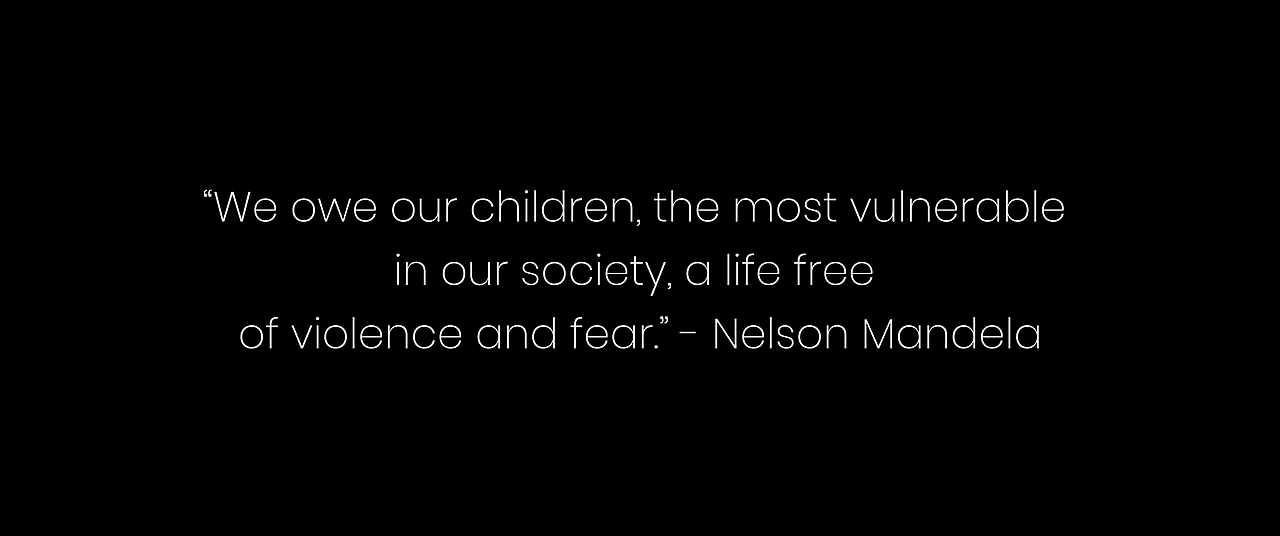 “We owe our children, the most vulnerable
in our society, a life free
of violence and fear.” - Nelson Mandela